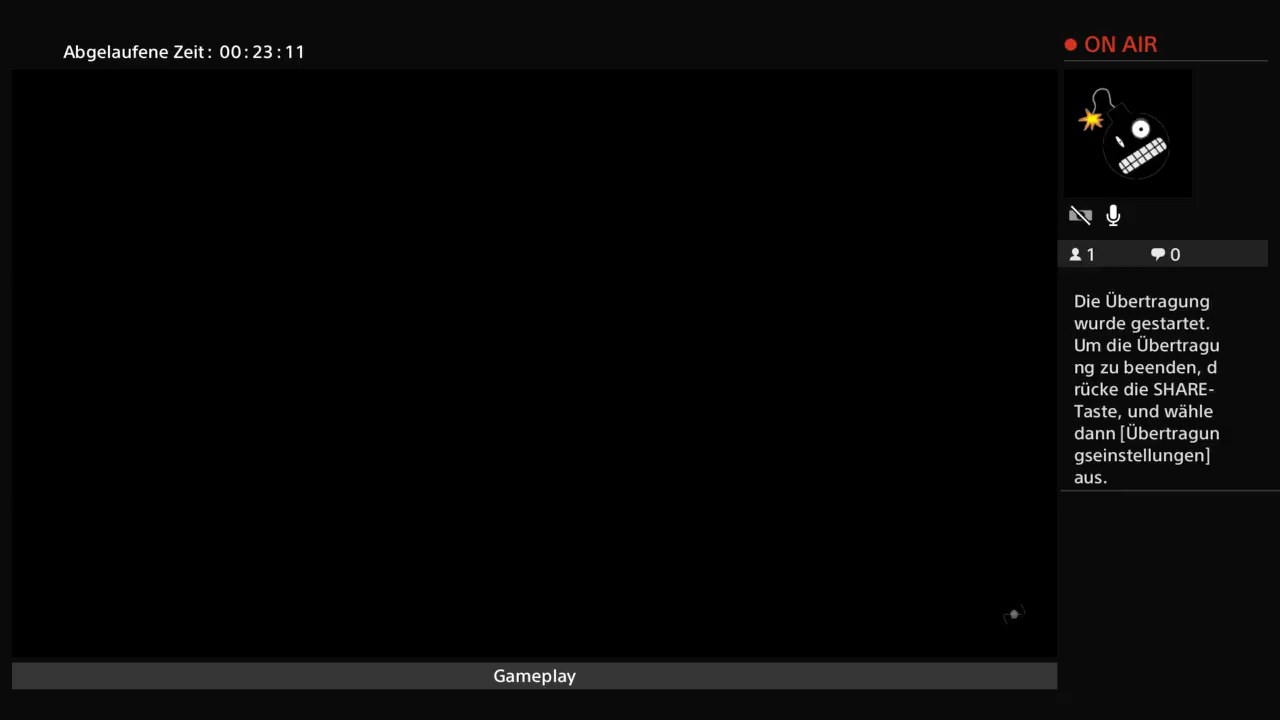 Abgelaufene Zeit: 00:23:11
ON AIR
1 0
Die Übertragung
wurde gestartet.
Um die Übertragu
ng zu beenden, d
rücke die SHARE-
Taste, und wähle
dann [Übertragun
gseinstellungen]
aus.
Gameplay